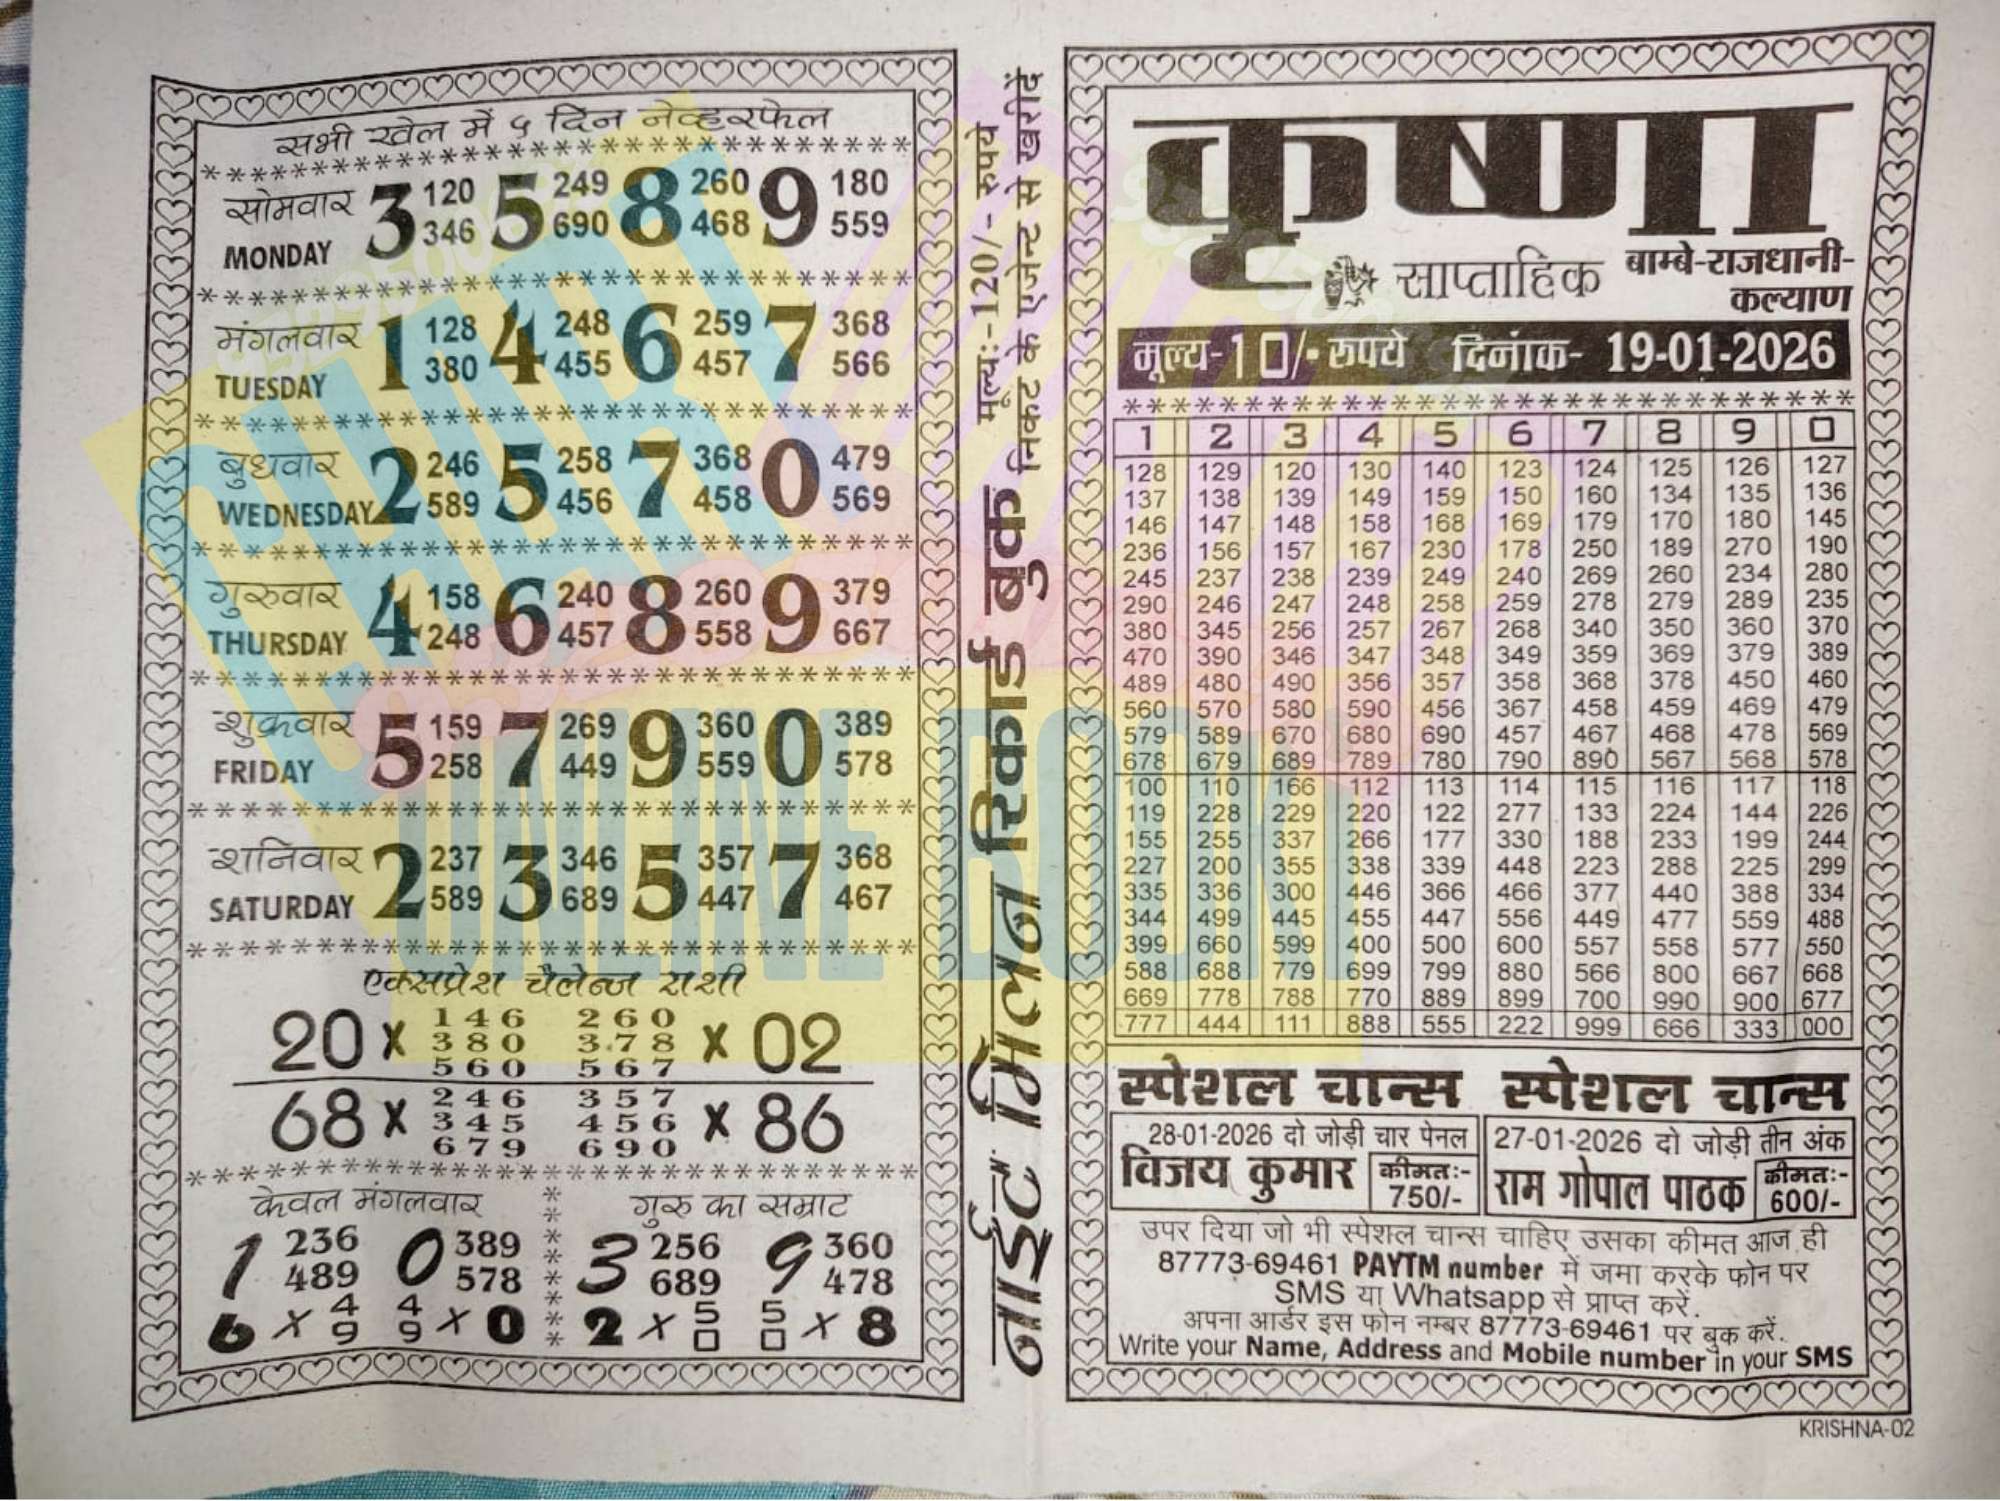 सभी खेल में ५ दिन नेव्हरफेल
सोमवार MONDAY 3 120 346 5 249 690 8 260 468 9 180 559
मंगलवार TUESDAY 1 128 380 4 248 455 6 259 457 7 368 566
बुधवार WEDNESDAY 2 246 589 5 258 456 7 368 458 0 479 569
गुरुवार THURSDAY 4 158 248 6 240 457 8 260 558 9 379 667
शुक्रवार FRIDAY 5 159 258 7 269 449 9 360 559 0 389 578
शनिवार SATURDAY 2 237 589 3 346 689 5 357 447 7 368 467
एक्सप्रेश चैलेन्ज राशी
20 x 146 380 560 260 378 567 x 02
68 x 246 345 679 357 456 690 x 86
केवल मंगलवार
1 236 489 0 389 578
6 x 4 9 4 9 x 0
गुरु का सम्राट
3 256 689 9 360 478
2 x 5 0 5 0 x 8
नाईट मिलन रिकार्ड बुक
मूल्य:-120/- रुपये
निकट के एजेन्ट से खरीदें
कृष्णा
साप्ताहिक
बाम्बे-राजधानी-
कल्याण
मूल्य-10/- रुपये दिनांक- 19-01-2026
1 2 3 4 5 6 7 8 9 0
128 129 120 130 140 123 124 125 126 127
137 138 139 149 159 150 160 134 135 136
146 147 148 158 168 169 179 170 180 145
236 156 157 167 230 178 250 189 270 190
245 237 238 239 249 240 269 260 234 280
290 246 247 248 258 259 278 279 289 235
380 345 256 257 267 268 340 350 360 370
470 390 346 347 348 349 359 369 379 389
489 480 490 356 357 358 368 378 450 460
560 570 580 590 456 367 458 459 469 479
579 589 670 680 690 457 467 468 478 569
678 679 689 789 780 790 890 567 568 578
100 110 166 112 113 114 115 116 117 118
119 228 229 220 122 277 133 224 144 226
155 255 337 266 177 330 188 233 199 244
227 200 355 338 339 448 223 288 225 299
335 336 300 446 366 466 377 440 388 334
344 499 445 455 447 556 449 477 559 488
399 660 599 400 500 600 557 558 577 550
588 688 779 699 799 880 566 800 667 668
669 778 788 770 889 899 700 990 900 677
777 444 111 888 555 222 999 666 333 000
स्पेशल चान्स
28-01-2026 दो जोड़ी चार पेनल
विजय कुमार
कीमत:-
750/-
स्पेशल चान्स
27-01-2026 दो जोड़ी तीन अंक
राम गोपाल पाठक
कीमत:-
600/-
उपर दिया जो भी स्पेशल चान्स चाहिए उसका कीमत आज ही
87773-69461 PAYTM number में जमा करके फोन पर
SMS या Whatsapp से प्राप्त करें.
अपना आर्डर इस फोन नम्बर 87773-69461 पर बुक करें.
Write your Name, Address and Mobile number in your SMS
KRISHNA-02
ONLINE BOOK